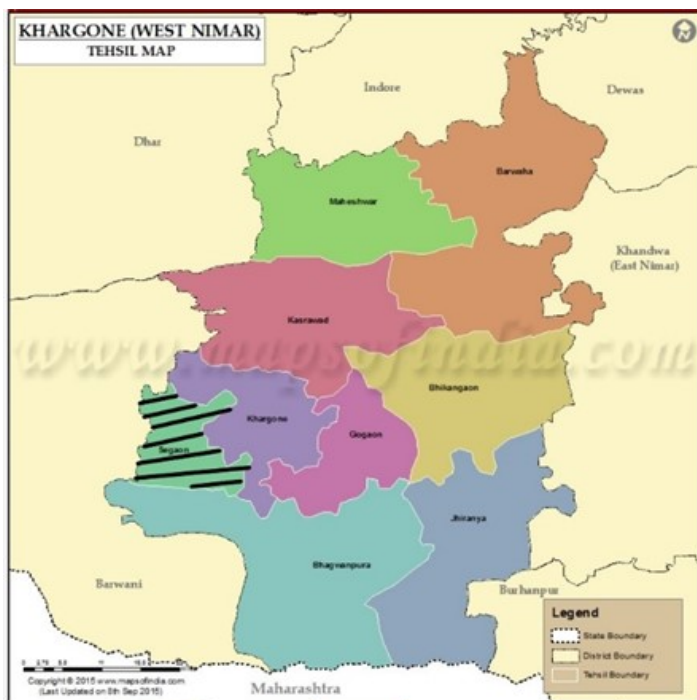 KHARGONE (WEST NIMAR)
TEHSIL MAP
Indore
Dewas
Dhar
Barwaha
Maheshwar
Khandwa
(East Nimar)
Kasrawad
www.mapsofindia.com
Bhikangaon
Khargone
Gogaon
Segaon
Jhiranya
Bhagwanpura
Barwani
Burhanpur
Legend
State Boundary
District Boundary
Tehsil Boundary
Copyright © 2015 www.mapsofindia.com
(Last Updated on 8th Sep 2015)
Maharashtra